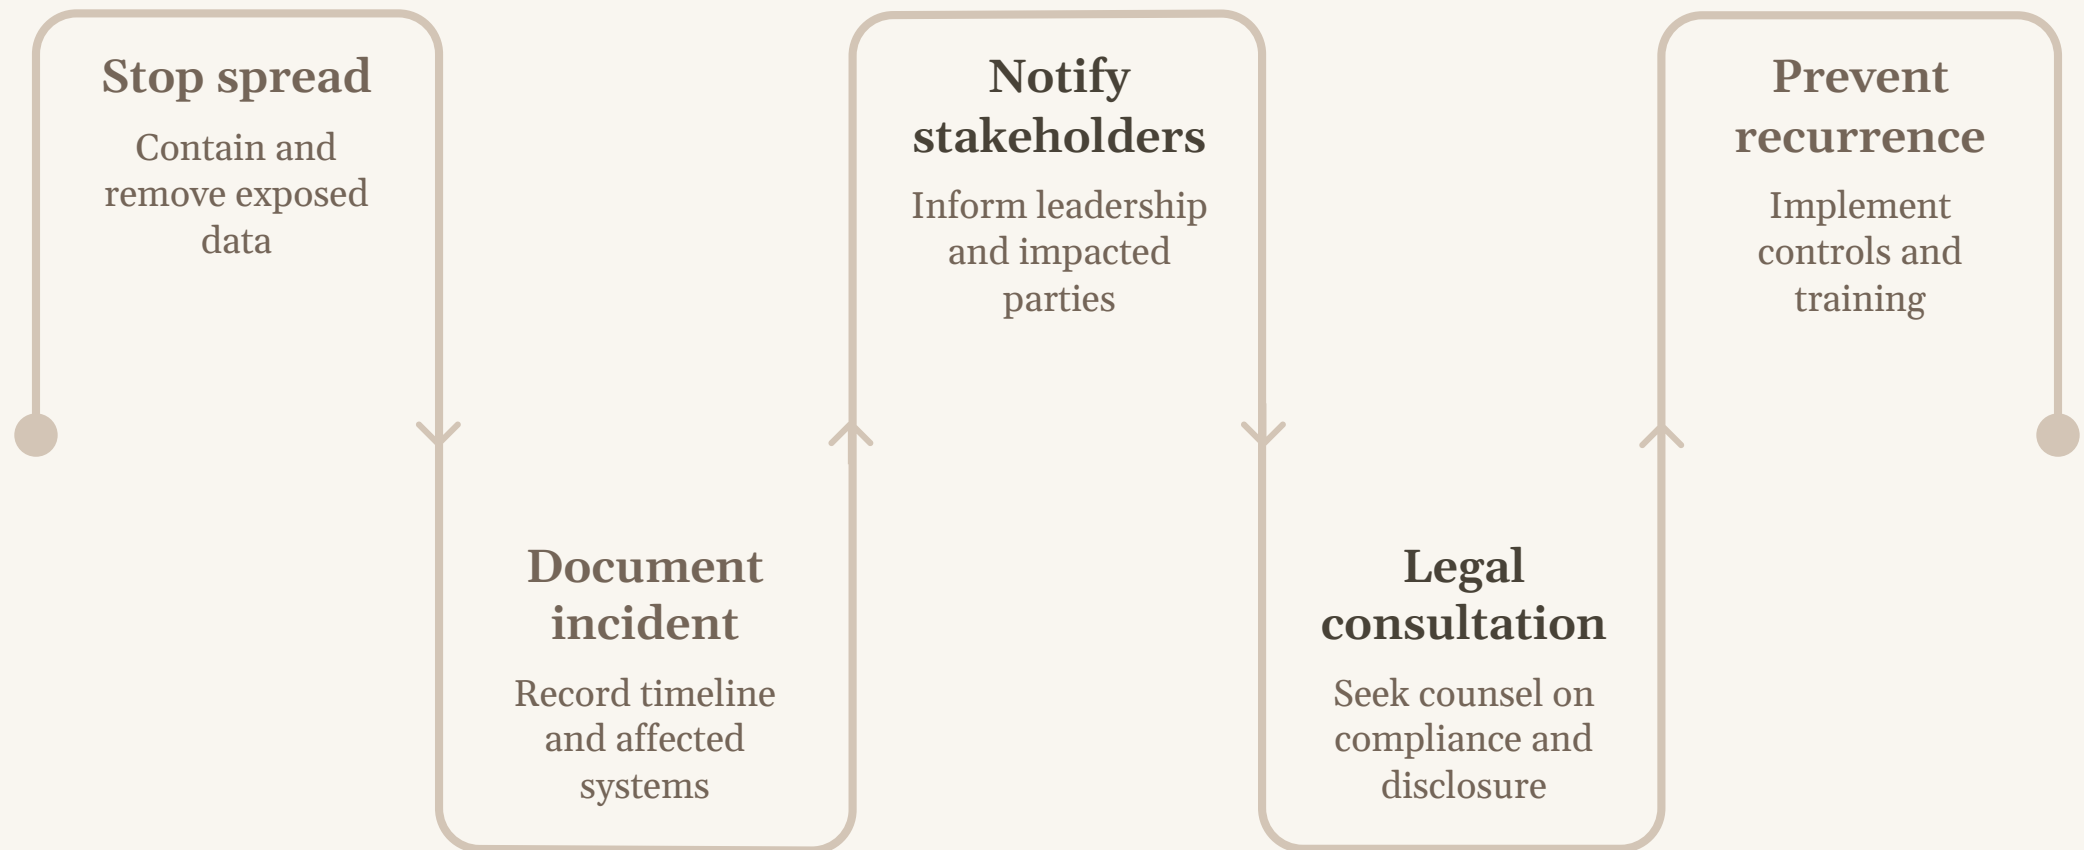 Stop spread
Contain and
remove exposed
data
Document
incident
Record timeline
and affected
systems
Notify
stakeholders
Inform leadership
and impacted
parties
Legal
consultation
Seek counsel on
compliance and
disclosure
Prevent
recurrence
Implement
controls and
training